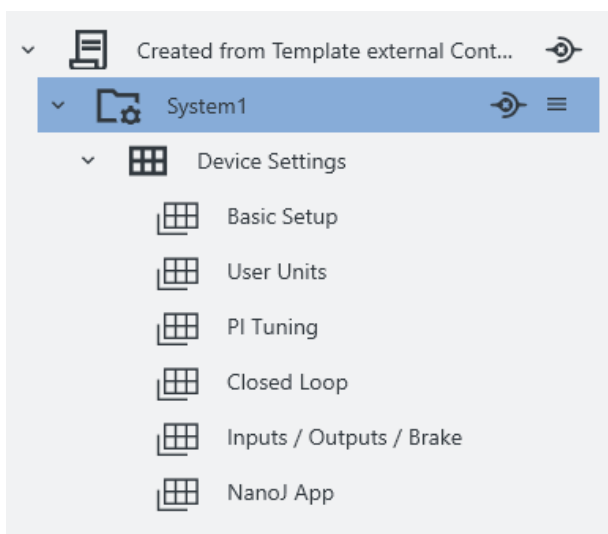 Created from Template external Cont...
System1
Device Settings
Basic Setup
User Units
PI Tuning
Closed Loop
Inputs / Outputs / Brake
NanoJ App